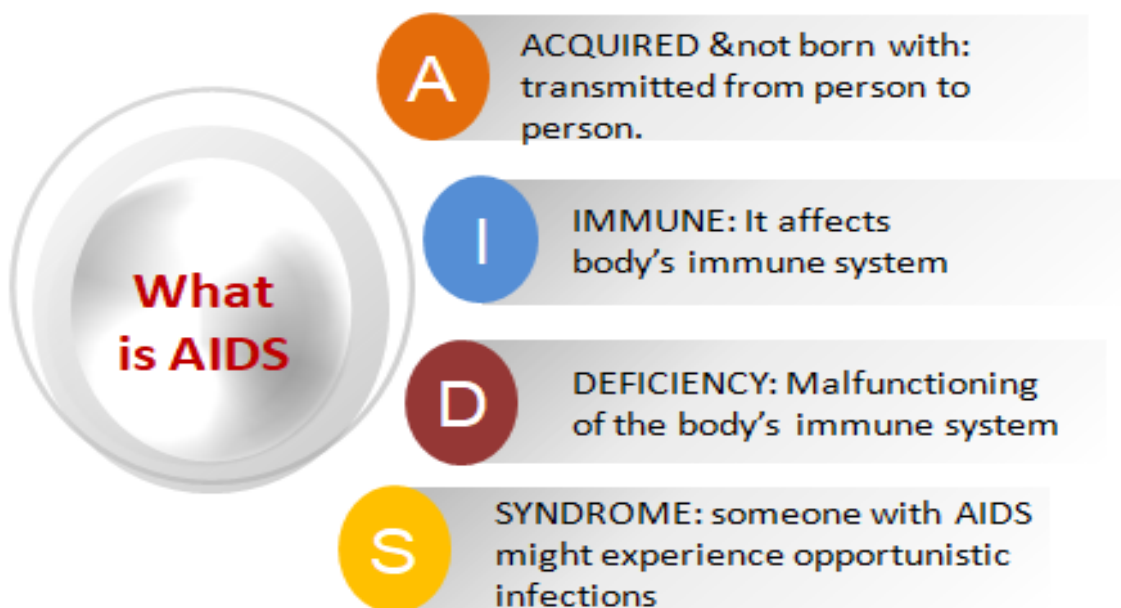 What
is AIDS
A
ACQUIRED &not born with:
transmitted from person to
person.
I
IMMUNE: It affects
body's immune system
D
DEFICIENCY: Malfunctioning
of the body's immune system
S
SYNDROME: someone with AIDS
might experience opportunistic
infections